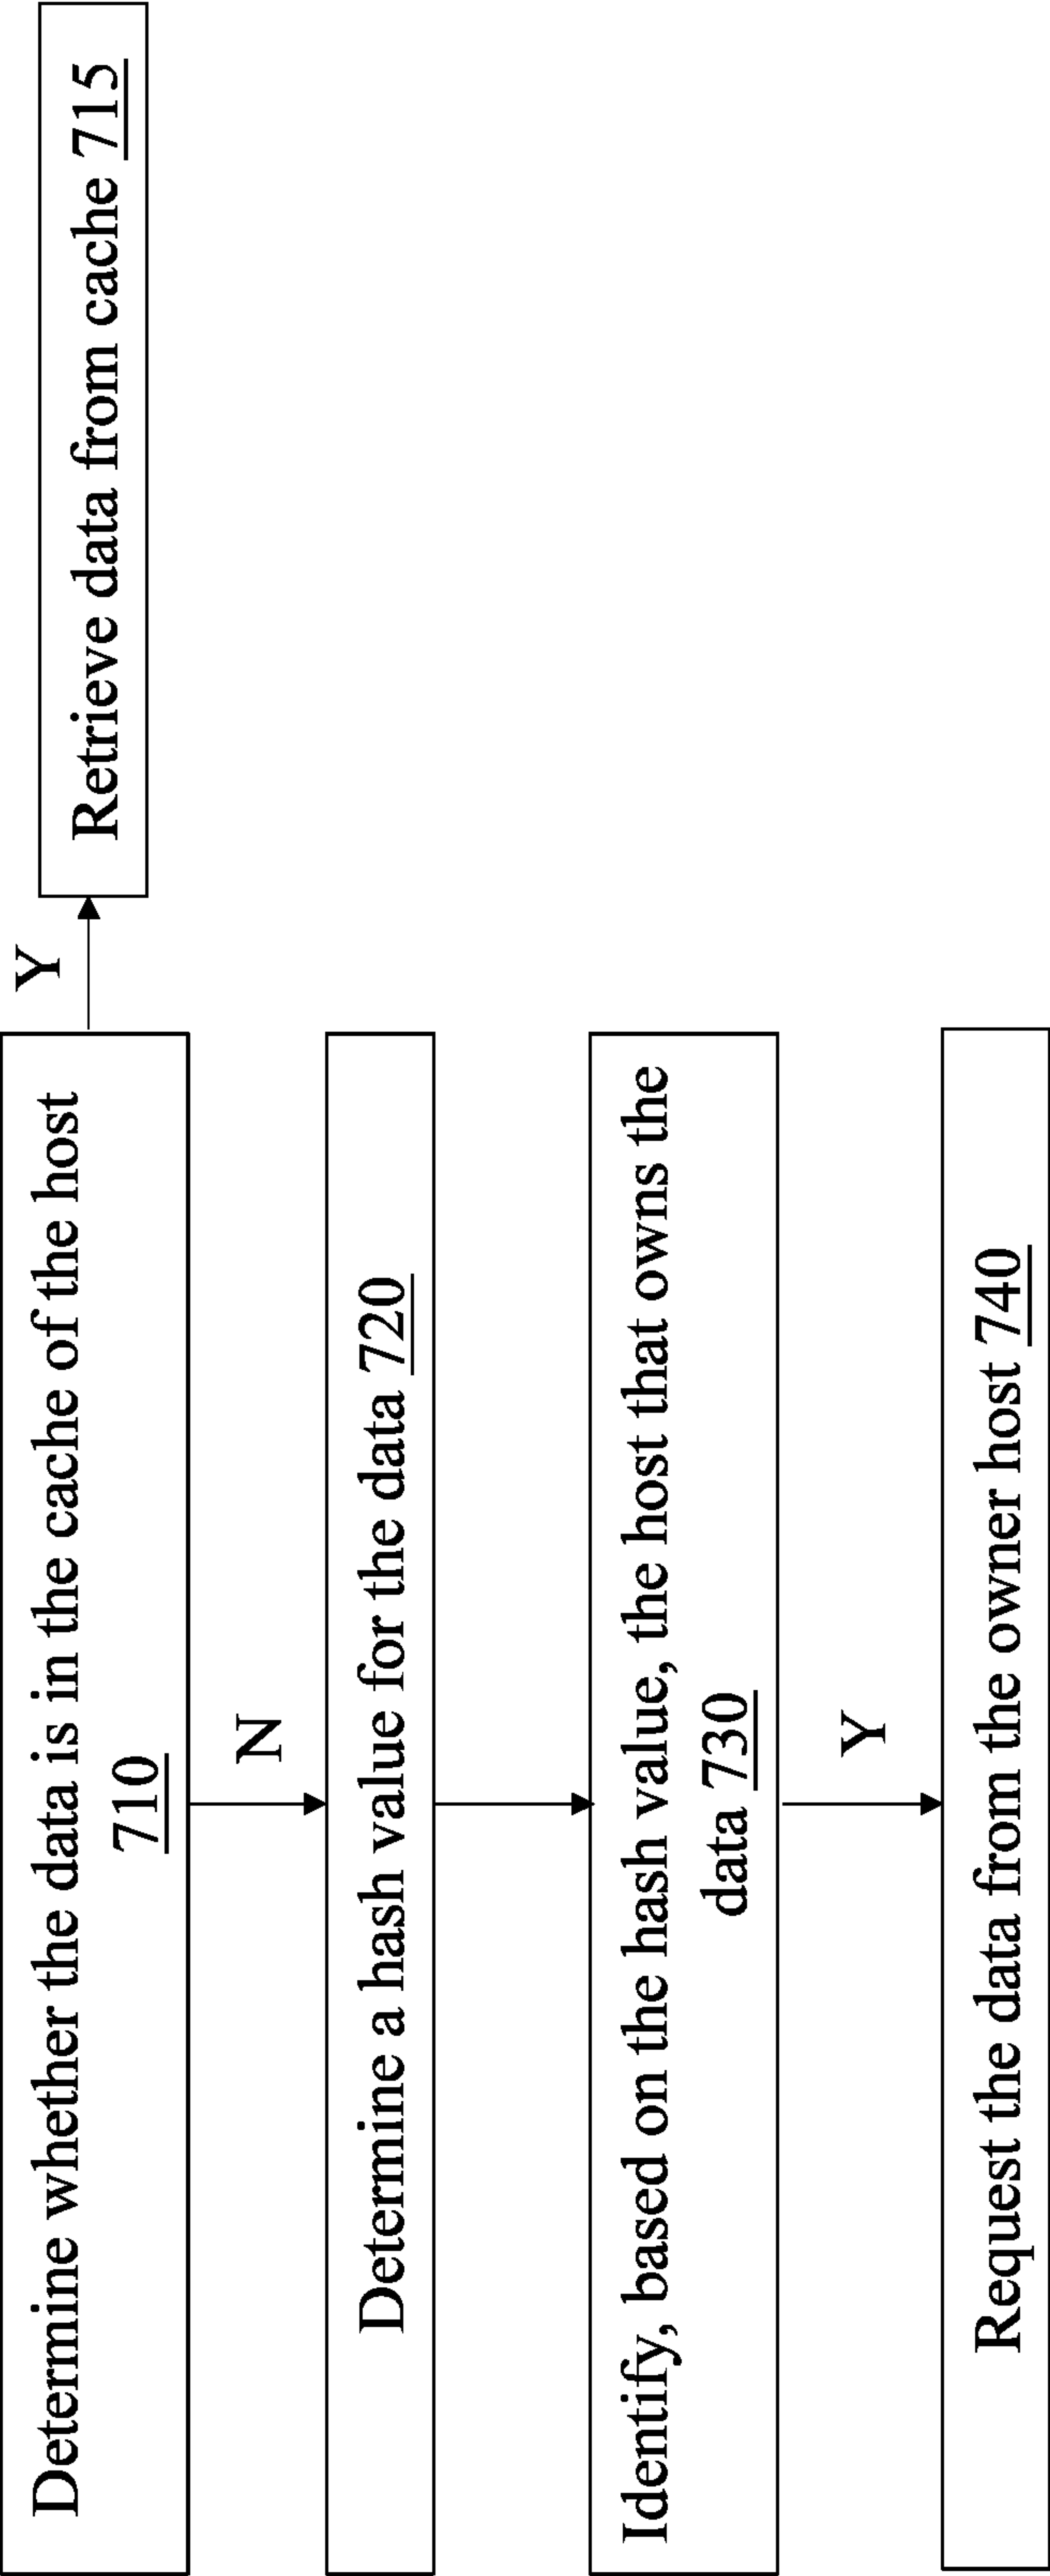 Determine whether the data is in the cache of the host
710
Y
Retrieve data from cache 715
N
Determine a hash value for the data 720
Identify, based on the hash value, the host that owns the
data 730
Y
Request the data from the owner host 740